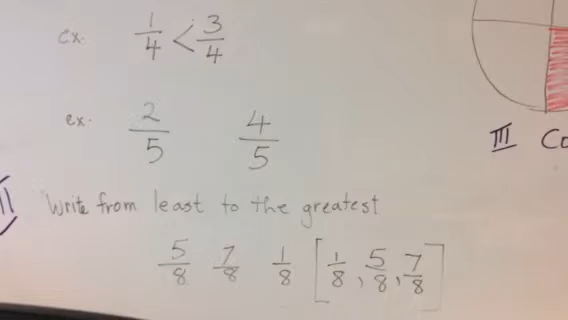 ex. 1/4 < 3/4
ex. 2/5 4/5
III Co
II Write from least to the greatest
5/8 7/8 1/8 [1/8, 5/8, 7/8]